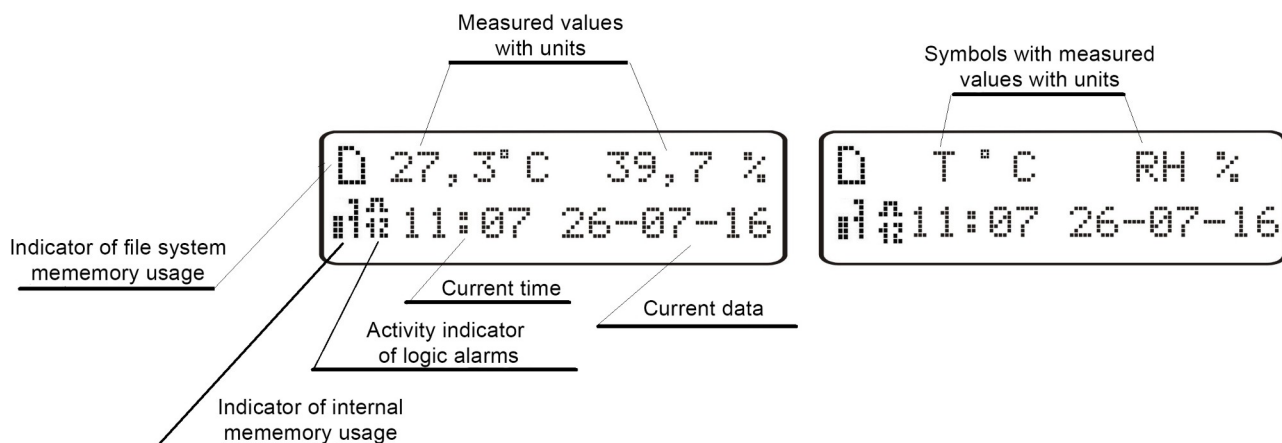 Measured values
with units
Symbols with measured
values with units
27,3°C 39,7 %
11:07 26-07-16
T °C RH %
11:07 26-07-16
Indicator of file system
mememory usage
Current time
Current data
Activity indicator
of logic alarms
Indicator of internal
mememory usage